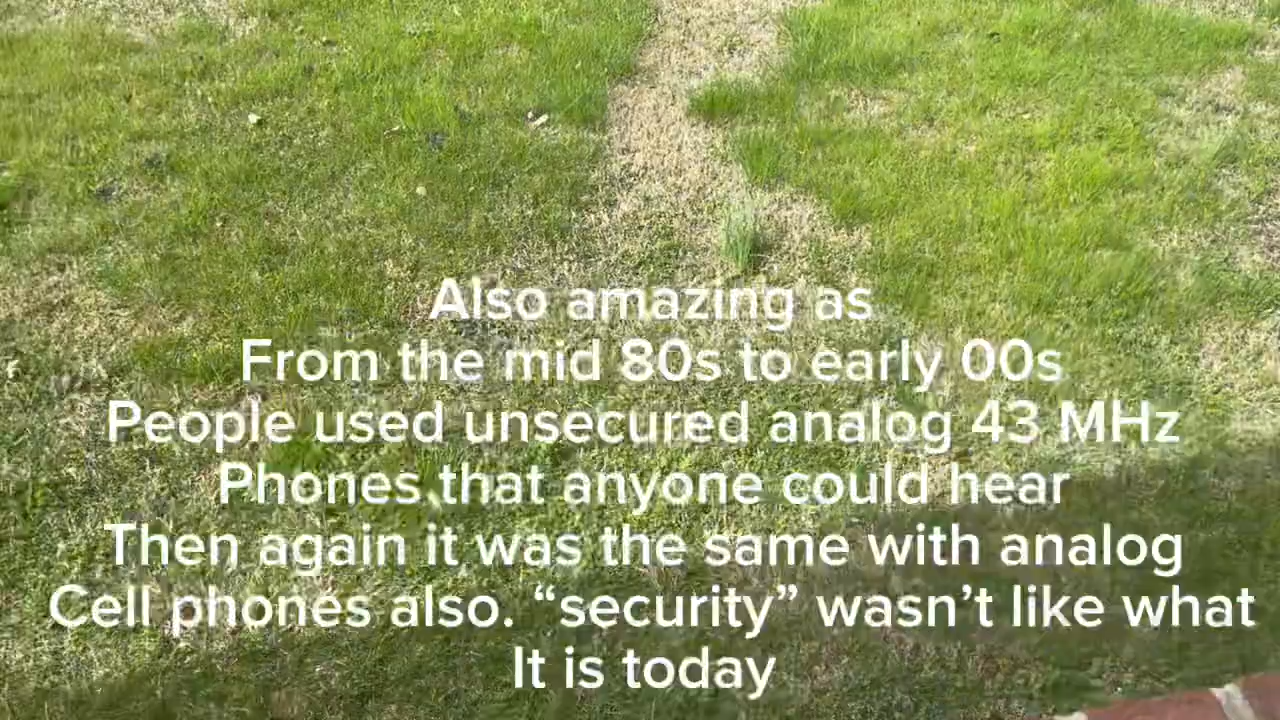 Also amazing as
From the mid 80s to early 00s
People used unsecured analog 43 MHz
Phones that anyone could hear
Then again it was the same with analog
Cell phones also. “security” wasn’t like what
It is today